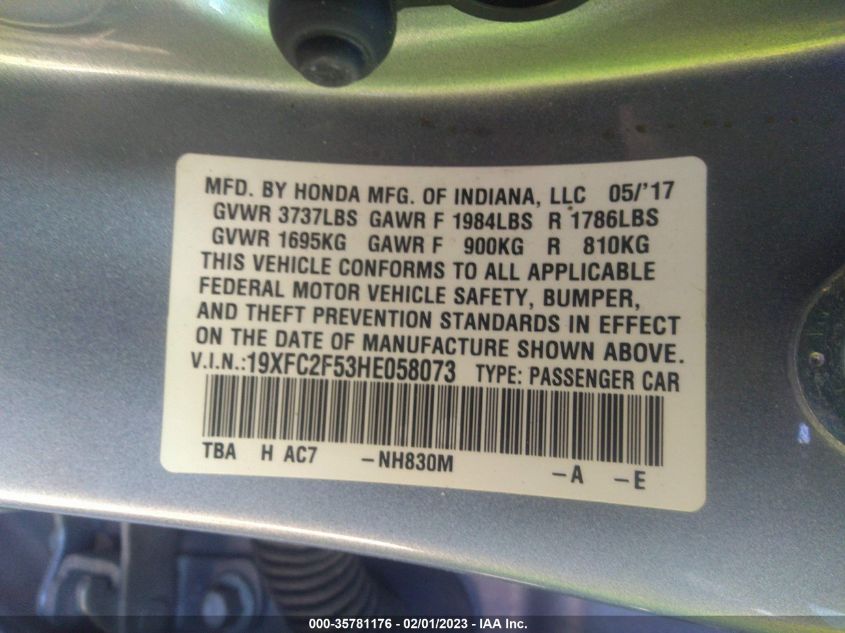 MFD. BY HONDA MFG. OF INDIANA, LLC 05/'17
GVWR 3737LBS GAWR F 1984LBS R 1786LBS
GVWR 1695KG GAWR F 900KG R 810KG
THIS VEHICLE CONFORMS TO ALL APPLICABLE
FEDERAL MOTOR VEHICLE SAFETY, BUMPER,
AND THEFT PREVENTION STANDARDS IN EFFECT
ON THE DATE OF MANUFACTURE SHOWN ABOVE.
V.I.N.:19XFC2F53HE058073 TYPE: PASSENGER CAR
TBA H AC7 -NH830M -A -E
000-35781176 - 02/01/2023 - IAA Inc.